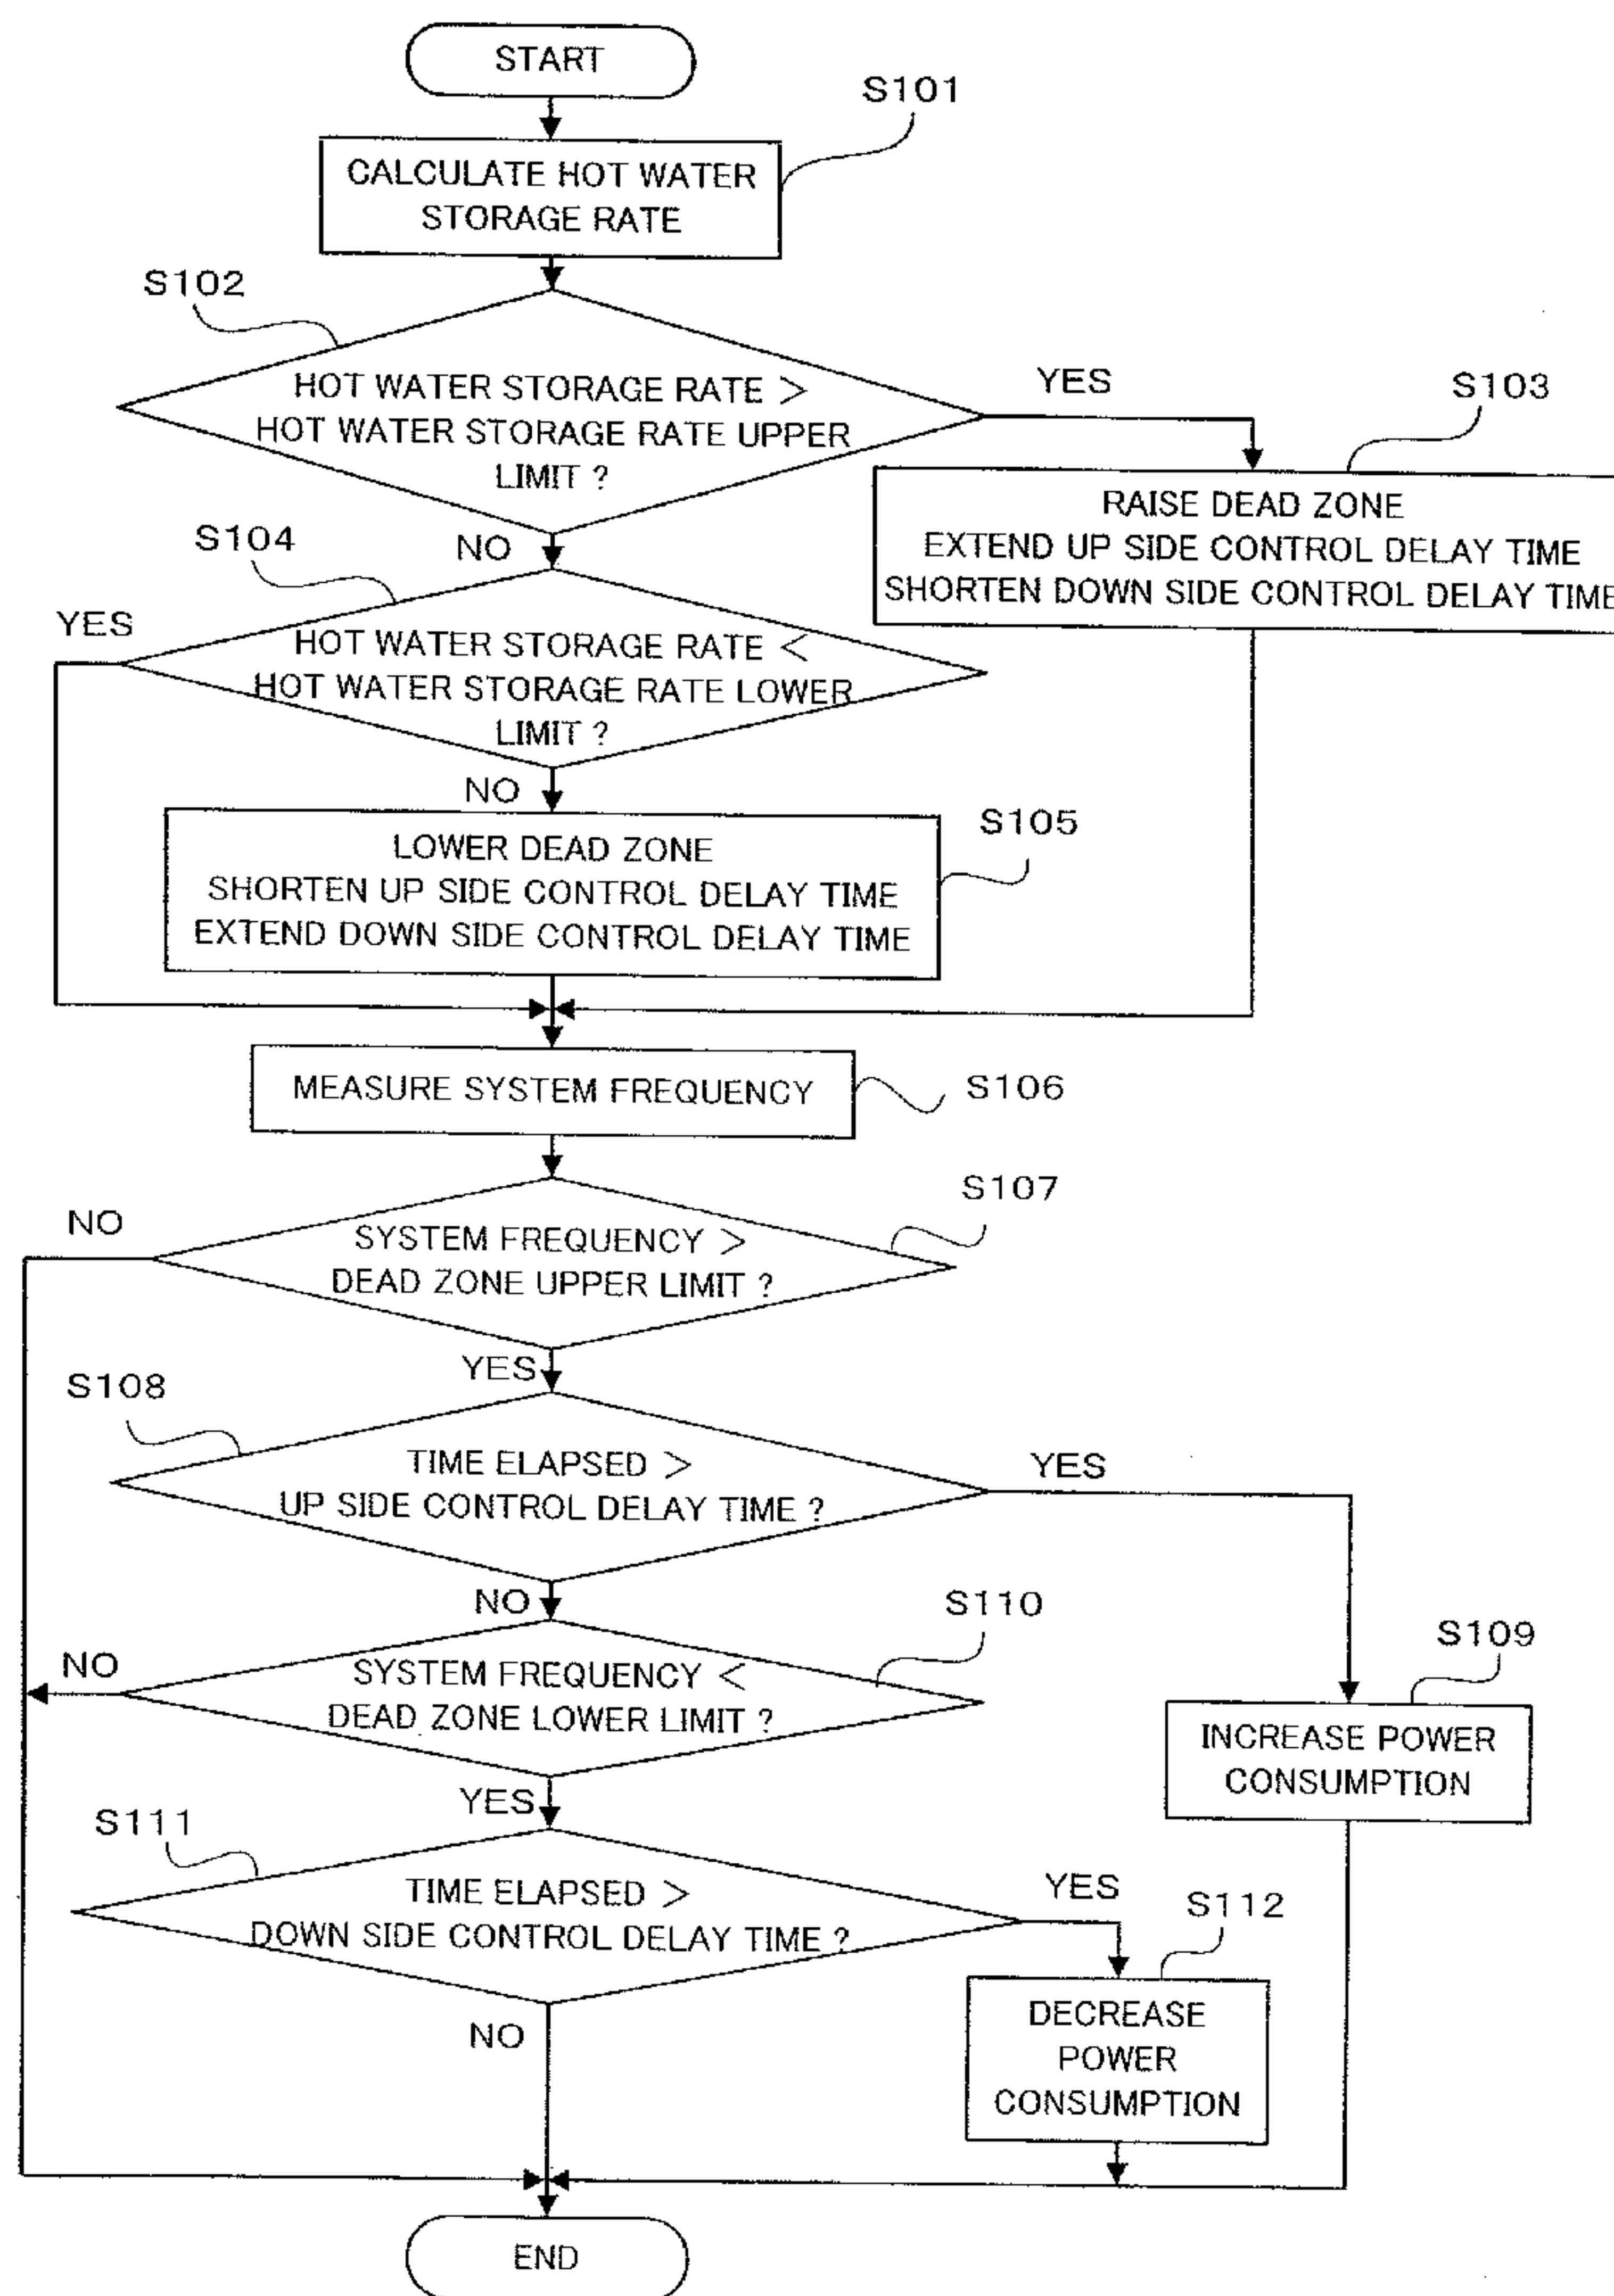 START
S101
CALCULATE HOT WATER
STORAGE RATE
S102
HOT WATER STORAGE RATE >
HOT WATER STORAGE RATE UPPER
LIMIT ?
YES
S103
RAISE DEAD ZONE
EXTEND UP SIDE CONTROL DELAY TIME
SHORTEN DOWN SIDE CONTROL DELAY TIME
NO
S104
YES
HOT WATER STORAGE RATE <
HOT WATER STORAGE RATE LOWER
LIMIT ?
NO
S105
LOWER DEAD ZONE
SHORTEN UP SIDE CONTROL DELAY TIME
EXTEND DOWN SIDE CONTROL DELAY TIME
MEASURE SYSTEM FREQUENCY
S106
S107
NO
SYSTEM FREQUENCY >
DEAD ZONE UPPER LIMIT ?
YES
S108
TIME ELAPSED >
UP SIDE CONTROL DELAY TIME ?
YES
NO
S110
S109
NO
SYSTEM FREQUENCY <
DEAD ZONE LOWER LIMIT ?
INCREASE POWER
CONSUMPTION
YES
S111
TIME ELAPSED >
DOWN SIDE CONTROL DELAY TIME ?
YES
S112
DECREASE
POWER
CONSUMPTION
NO
END